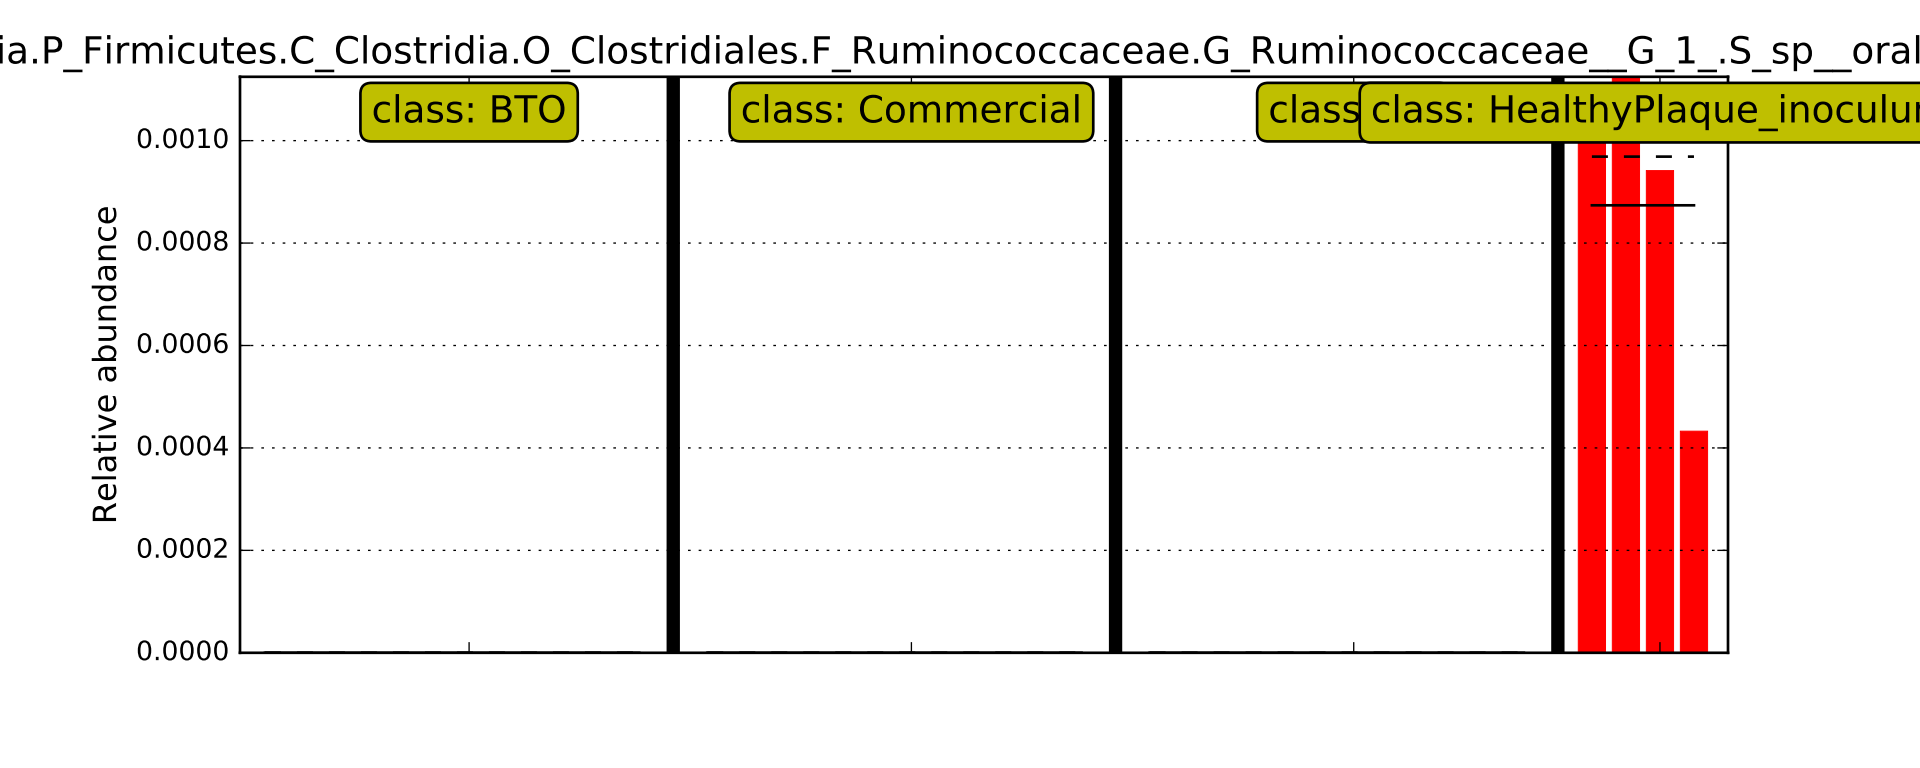 ia.P_Firmicutes.C_Clostridia.O_Clostridiales.F_Ruminococcaceae.G_Ruminococcaceae__G_1_.S_sp__oral
class: BTO
class: Commercial
class
class: HealthyPlaque_inoculu
0.0010
0.0008
0.0006
0.0004
0.0002
0.0000
Relative abundance